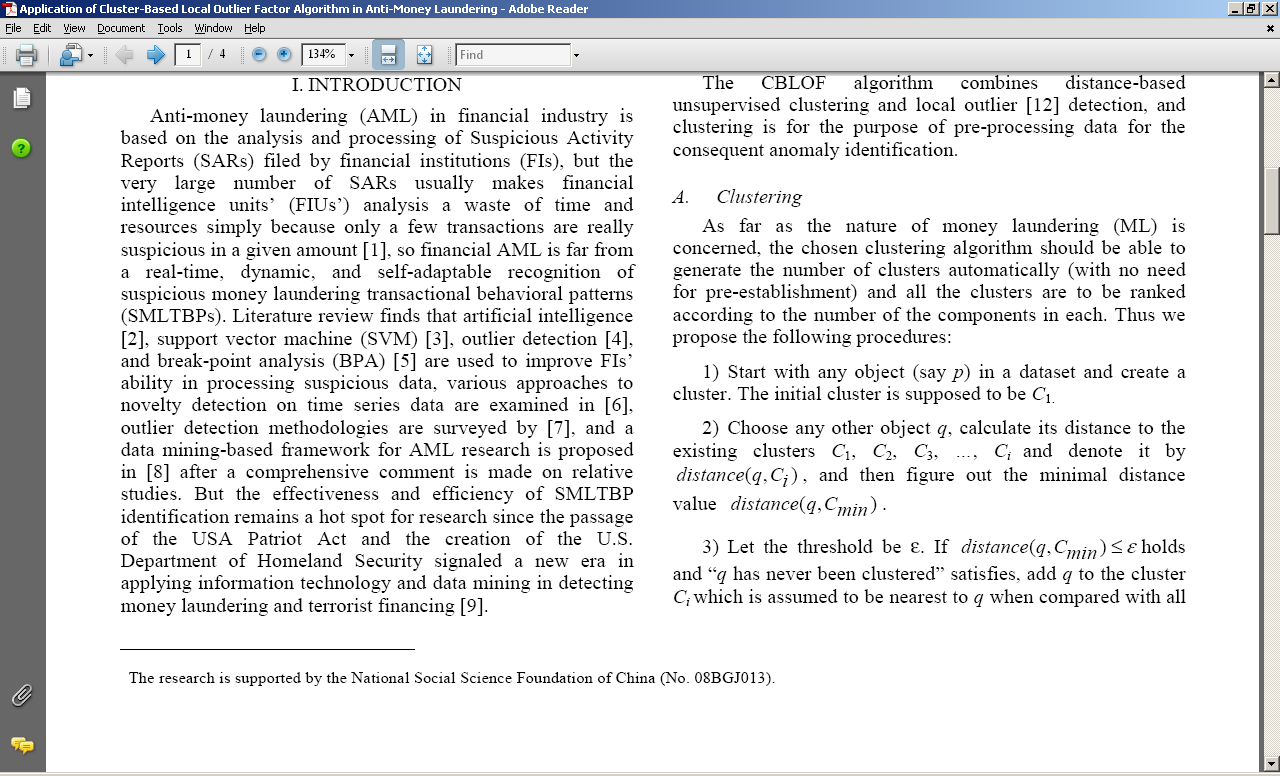 Application of Cluster-Based Local Outlier Factor Algorithm in Anti-Money Laundering - Adobe Reader
File Edit View Document Tools Window Help
1 / 4 134% Find
I. INTRODUCTION
Anti-money laundering (AML) in financial industry is
based on the analysis and processing of Suspicious Activity
Reports (SARs) filed by financial institutions (FIs), but the
very large number of SARs usually makes financial
intelligence units’ (FIUs’) analysis a waste of time and
resources simply because only a few transactions are really
suspicious in a given amount [1], so financial AML is far from
a real-time, dynamic, and self-adaptable recognition of
suspicious money laundering transactional behavioral patterns
(SMLTBPs). Literature review finds that artificial intelligence
[2], support vector machine (SVM) [3], outlier detection [4],
and break-point analysis (BPA) [5] are used to improve FIs’
ability in processing suspicious data, various approaches to
novelty detection on time series data are examined in [6],
outlier detection methodologies are surveyed by [7], and a
data mining-based framework for AML research is proposed
in [8] after a comprehensive comment is made on relative
studies. But the effectiveness and efficiency of SMLTBP
identification remains a hot spot for research since the passage
of the USA Patriot Act and the creation of the U.S.
Department of Homeland Security signaled a new era in
applying information technology and data mining in detecting
money laundering and terrorist financing [9].
The research is supported by the National Social Science Foundation of China (No. 08BGJ013).
The CBLOF algorithm combines distance-based
unsupervised clustering and local outlier [12] detection, and
clustering is for the purpose of pre-processing data for the
consequent anomaly identification.
A. Clustering
As far as the nature of money laundering (ML) is
concerned, the chosen clustering algorithm should be able to
generate the number of clusters automatically (with no need
for pre-establishment) and all the clusters are to be ranked
according to the number of the components in each. Thus we
propose the following procedures:
1) Start with any object (say p) in a dataset and create a
cluster. The initial cluster is supposed to be C1.
2) Choose any other object q, calculate its distance to the
existing clusters C1, C2, C3, ..., Ci and denote it by
distance(q,Ci), and then figure out the minimal distance
value distance(q,Cmin).
3) Let the threshold be ε. If distance(q,Cmin)≤ε holds
and “q has never been clustered” satisfies, add q to the cluster
Ci which is assumed to be nearest to q when compared with all